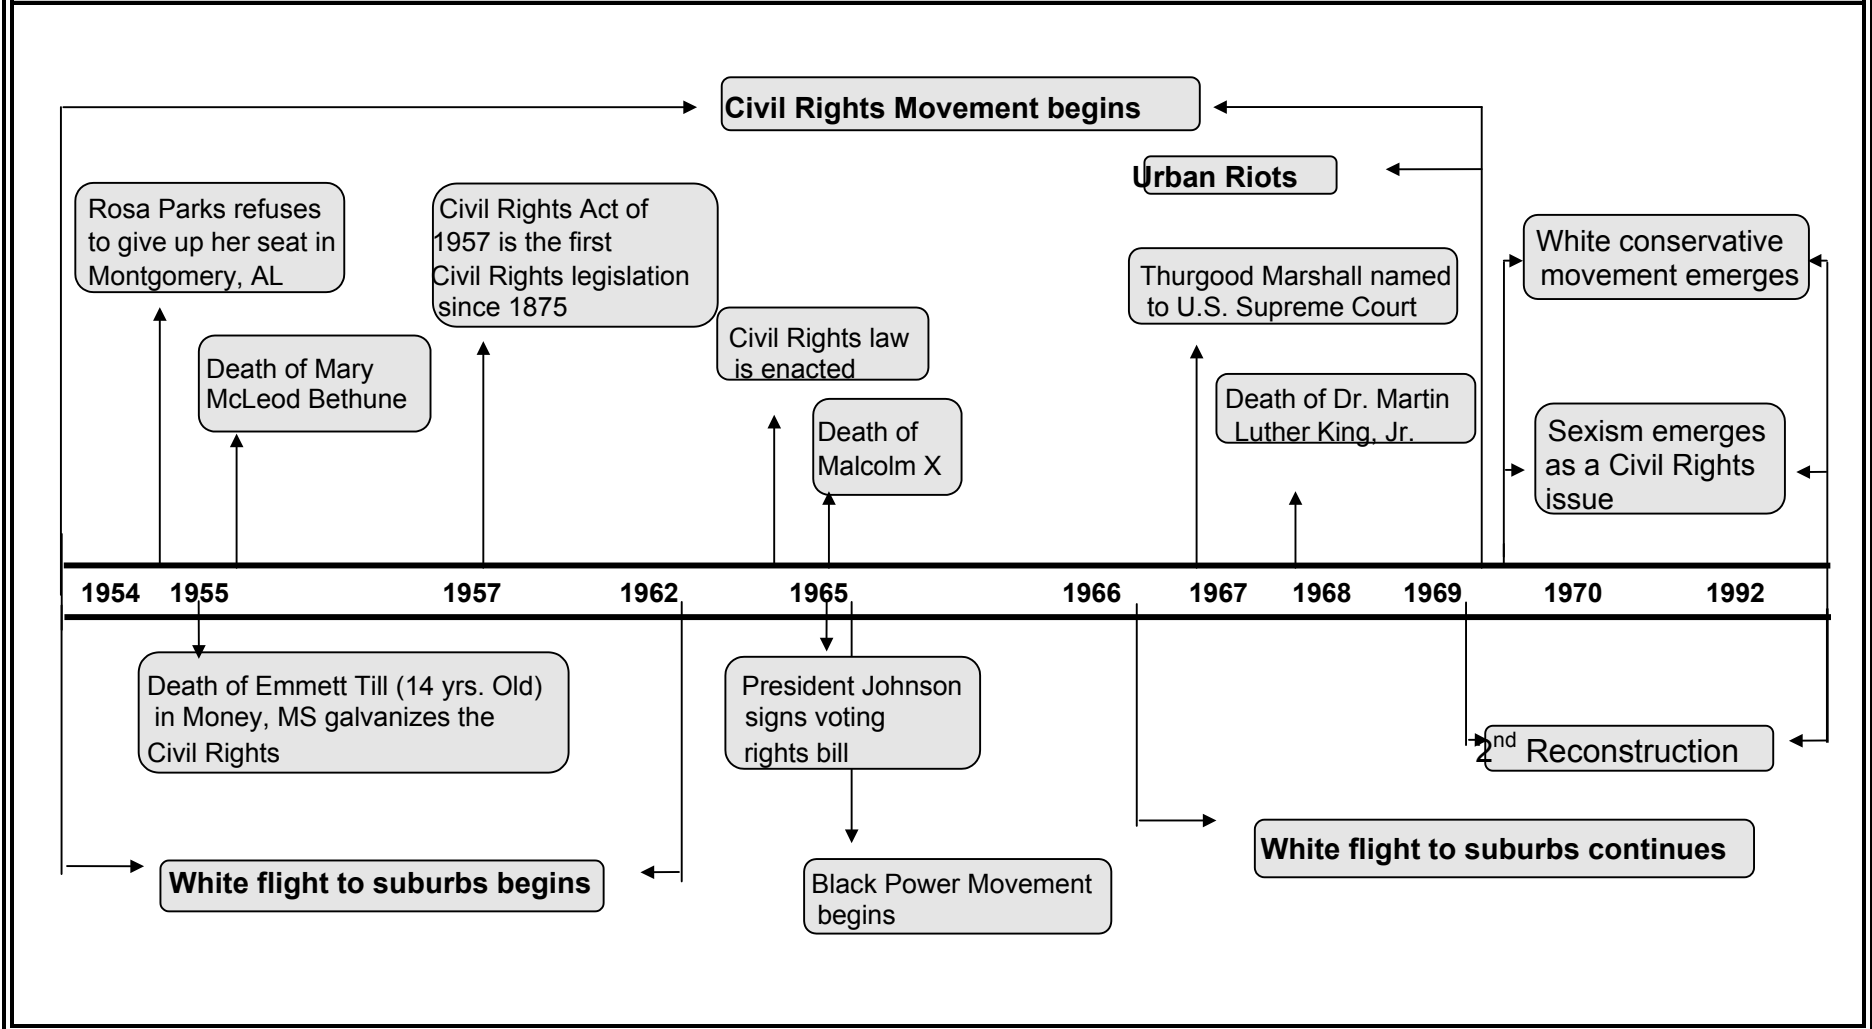 Civil Rights Movement begins
Urban Riots
Rosa Parks refuses
to give up her seat in
Montgomery, AL
Civil Rights Act of
1957 is the first
Civil Rights legislation
since 1875
White conservative
movement emerges
Thurgood Marshall named
to U.S. Supreme Court
Civil Rights law
is enacted
Death of Mary
McLeod Bethune
Death of Dr. Martin
Luther King, Jr.
Death of
Malcolm X
Sexism emerges
as a Civil Rights
issue
1954 1955 1957 1962 1965 1966 1967 1968 1969 1970 1992
Death of Emmett Till (14 yrs. Old)
in Money, MS galvanizes the
Civil Rights
President Johnson
signs voting
rights bill
2nd Reconstruction
White flight to suburbs continues
White flight to suburbs begins
Black Power Movement
begins